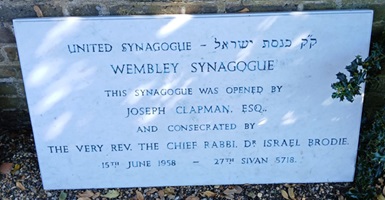 UNITED SYNAGOGUE – ק״ק כנסת ישראל
WEMBLEY SYNAGOGUE
THIS SYNAGOGUE WAS OPENED BY
JOSEPH CLAPMAN, ESQ.,
AND CONSECRATED BY
THE VERY REV. THE CHIEF RABBI, DR ISRAEL BRODIE.
15TH JUNE 1958 – 27TH SIVAN 5718.